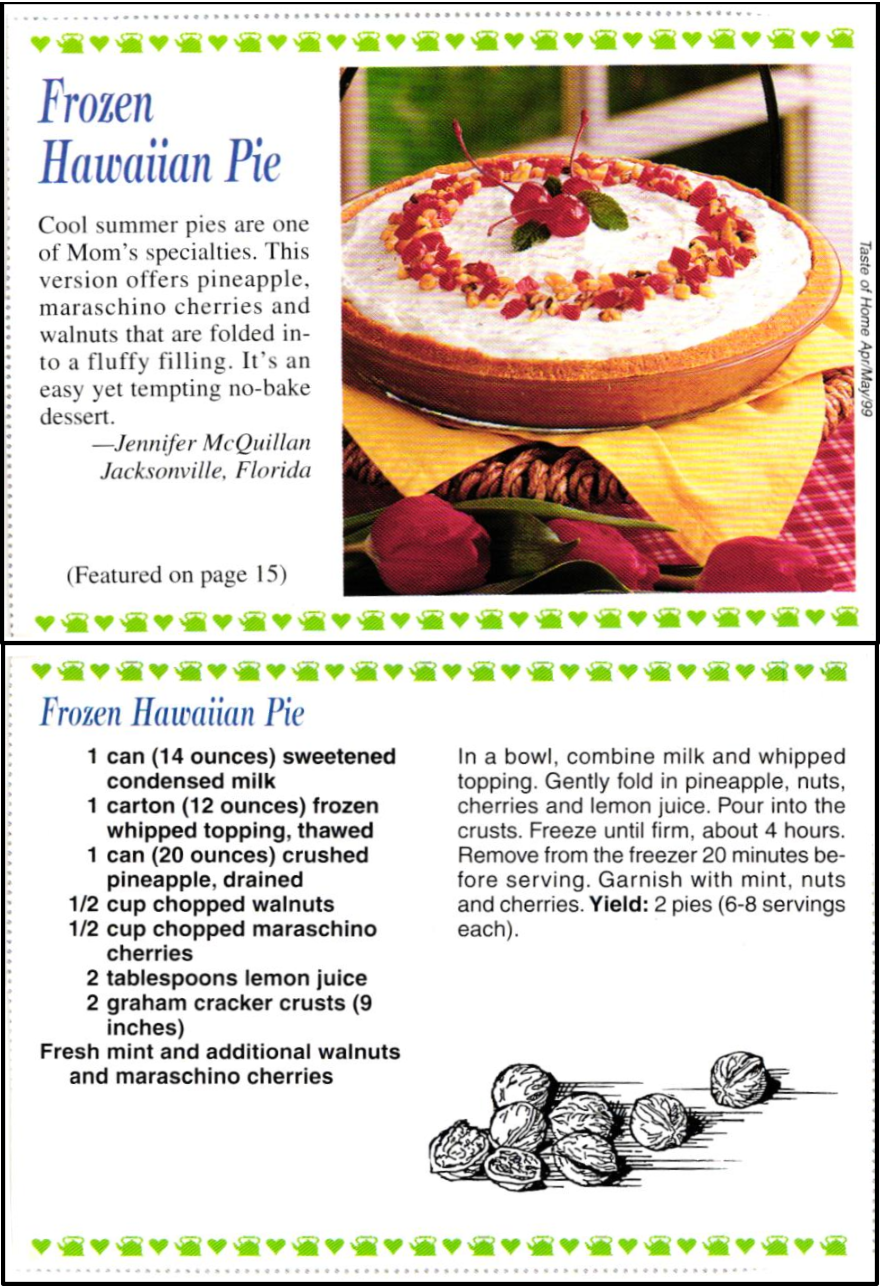 Frozen
Hawaiian Pie
Cool summer pies are one
of Mom's specialties. This
version offers pineapple,
maraschino cherries and
walnuts that are folded in-
to a fluffy filling. It's an
easy yet tempting no-bake
dessert.
—Jennifer McQuillan
Jacksonville, Florida
(Featured on page 15)
Taste of Home Apr/May/99
Frozen Hawaiian Pie
1 can (14 ounces) sweetened
condensed milk
1 carton (12 ounces) frozen
whipped topping, thawed
1 can (20 ounces) crushed
pineapple, drained
1/2 cup chopped walnuts
1/2 cup chopped maraschino
cherries
2 tablespoons lemon juice
2 graham cracker crusts (9
inches)
Fresh mint and additional walnuts
and maraschino cherries
In a bowl, combine milk and whipped
topping. Gently fold in pineapple, nuts,
cherries and lemon juice. Pour into the
crusts. Freeze until firm, about 4 hours.
Remove from the freezer 20 minutes be-
fore serving. Garnish with mint, nuts
and cherries. Yield: 2 pies (6-8 servings
each).